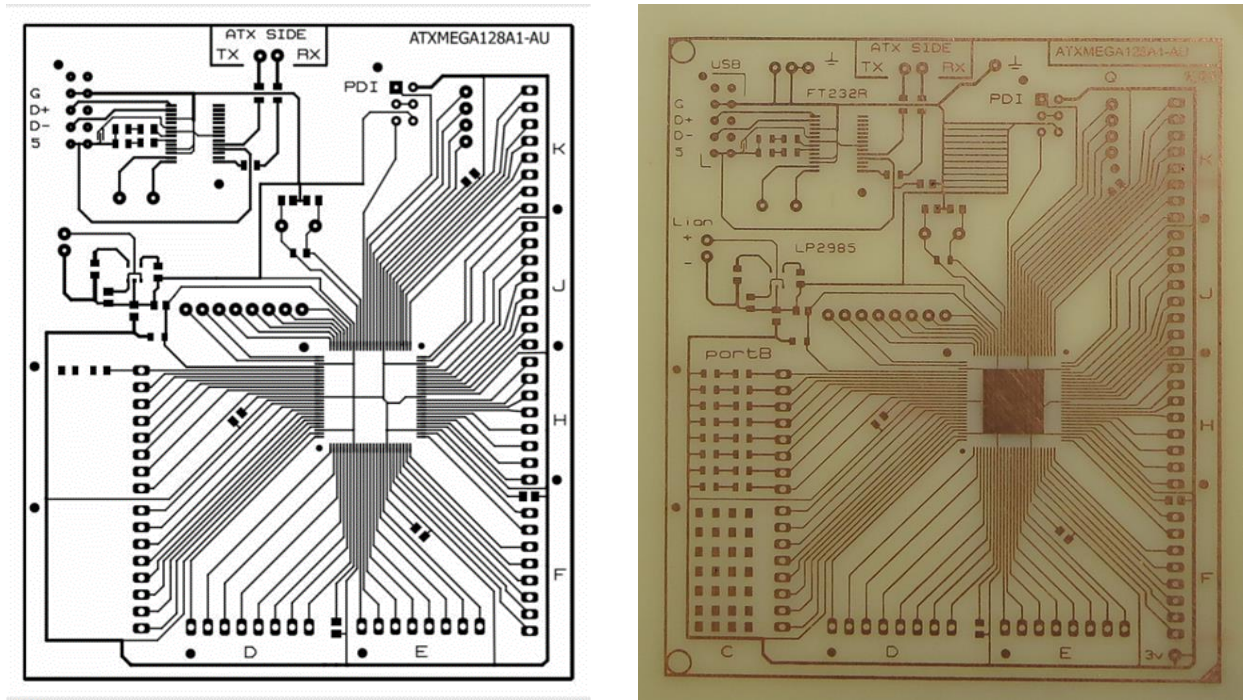 ATX SIDE
TX RX
ATXMEGA128A1-AU
PDI
G
D+
D-
5
K
J
H
F
D E
ATX SIDE
TX RX
ATXMEGA128A1-AU
USB
FT232R
PDI
Q
G
D+
D-
5
L
K
Lion
+
-
LP2985
J
portB
H
F
C D E
3v